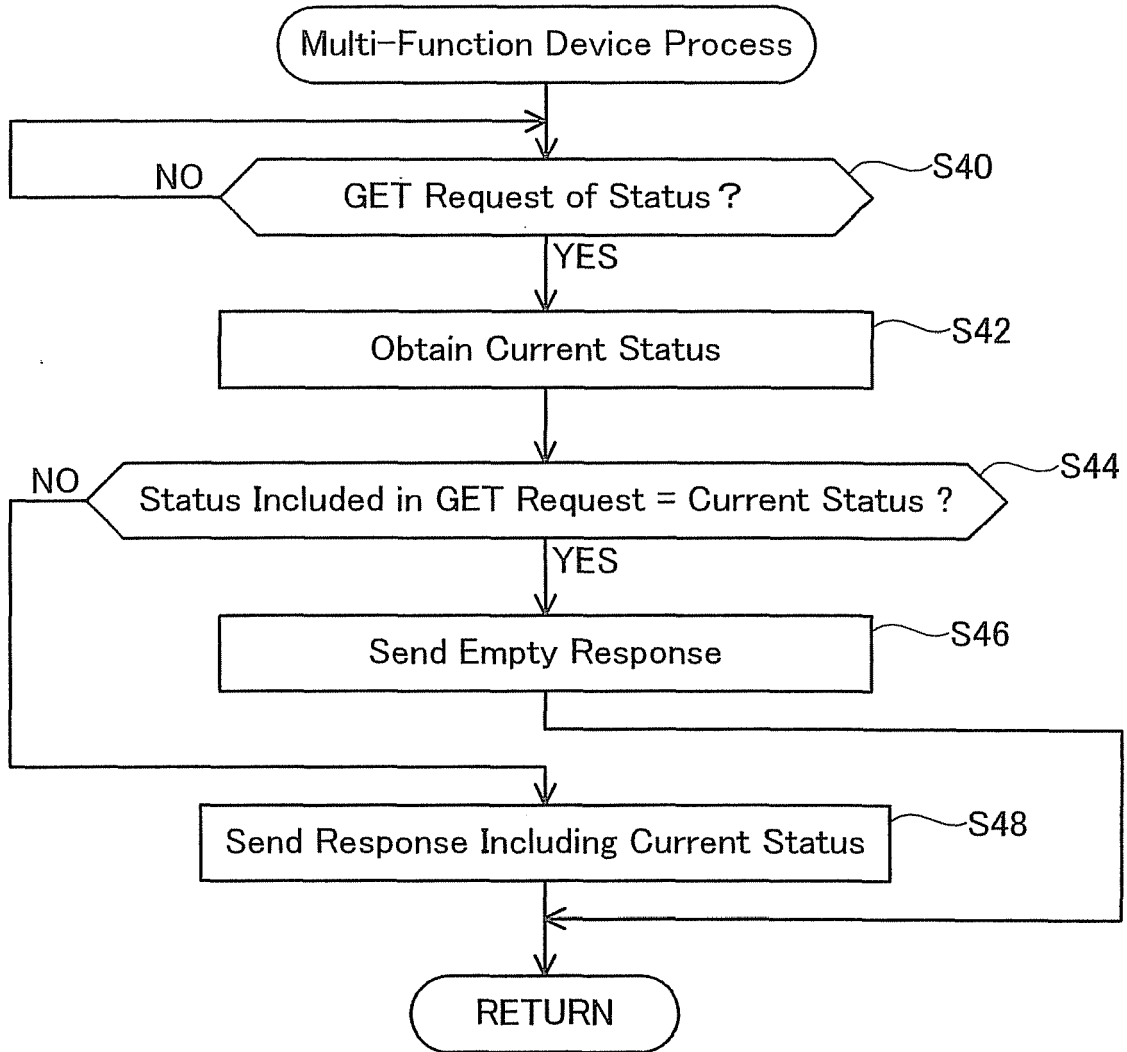 Multi-Function Device Process
NO
GET Request of Status ?
S40
YES
Obtain Current Status
S42
NO
Status Included in GET Request = Current Status ?
S44
YES
Send Empty Response
S46
Send Response Including Current Status
S48
RETURN